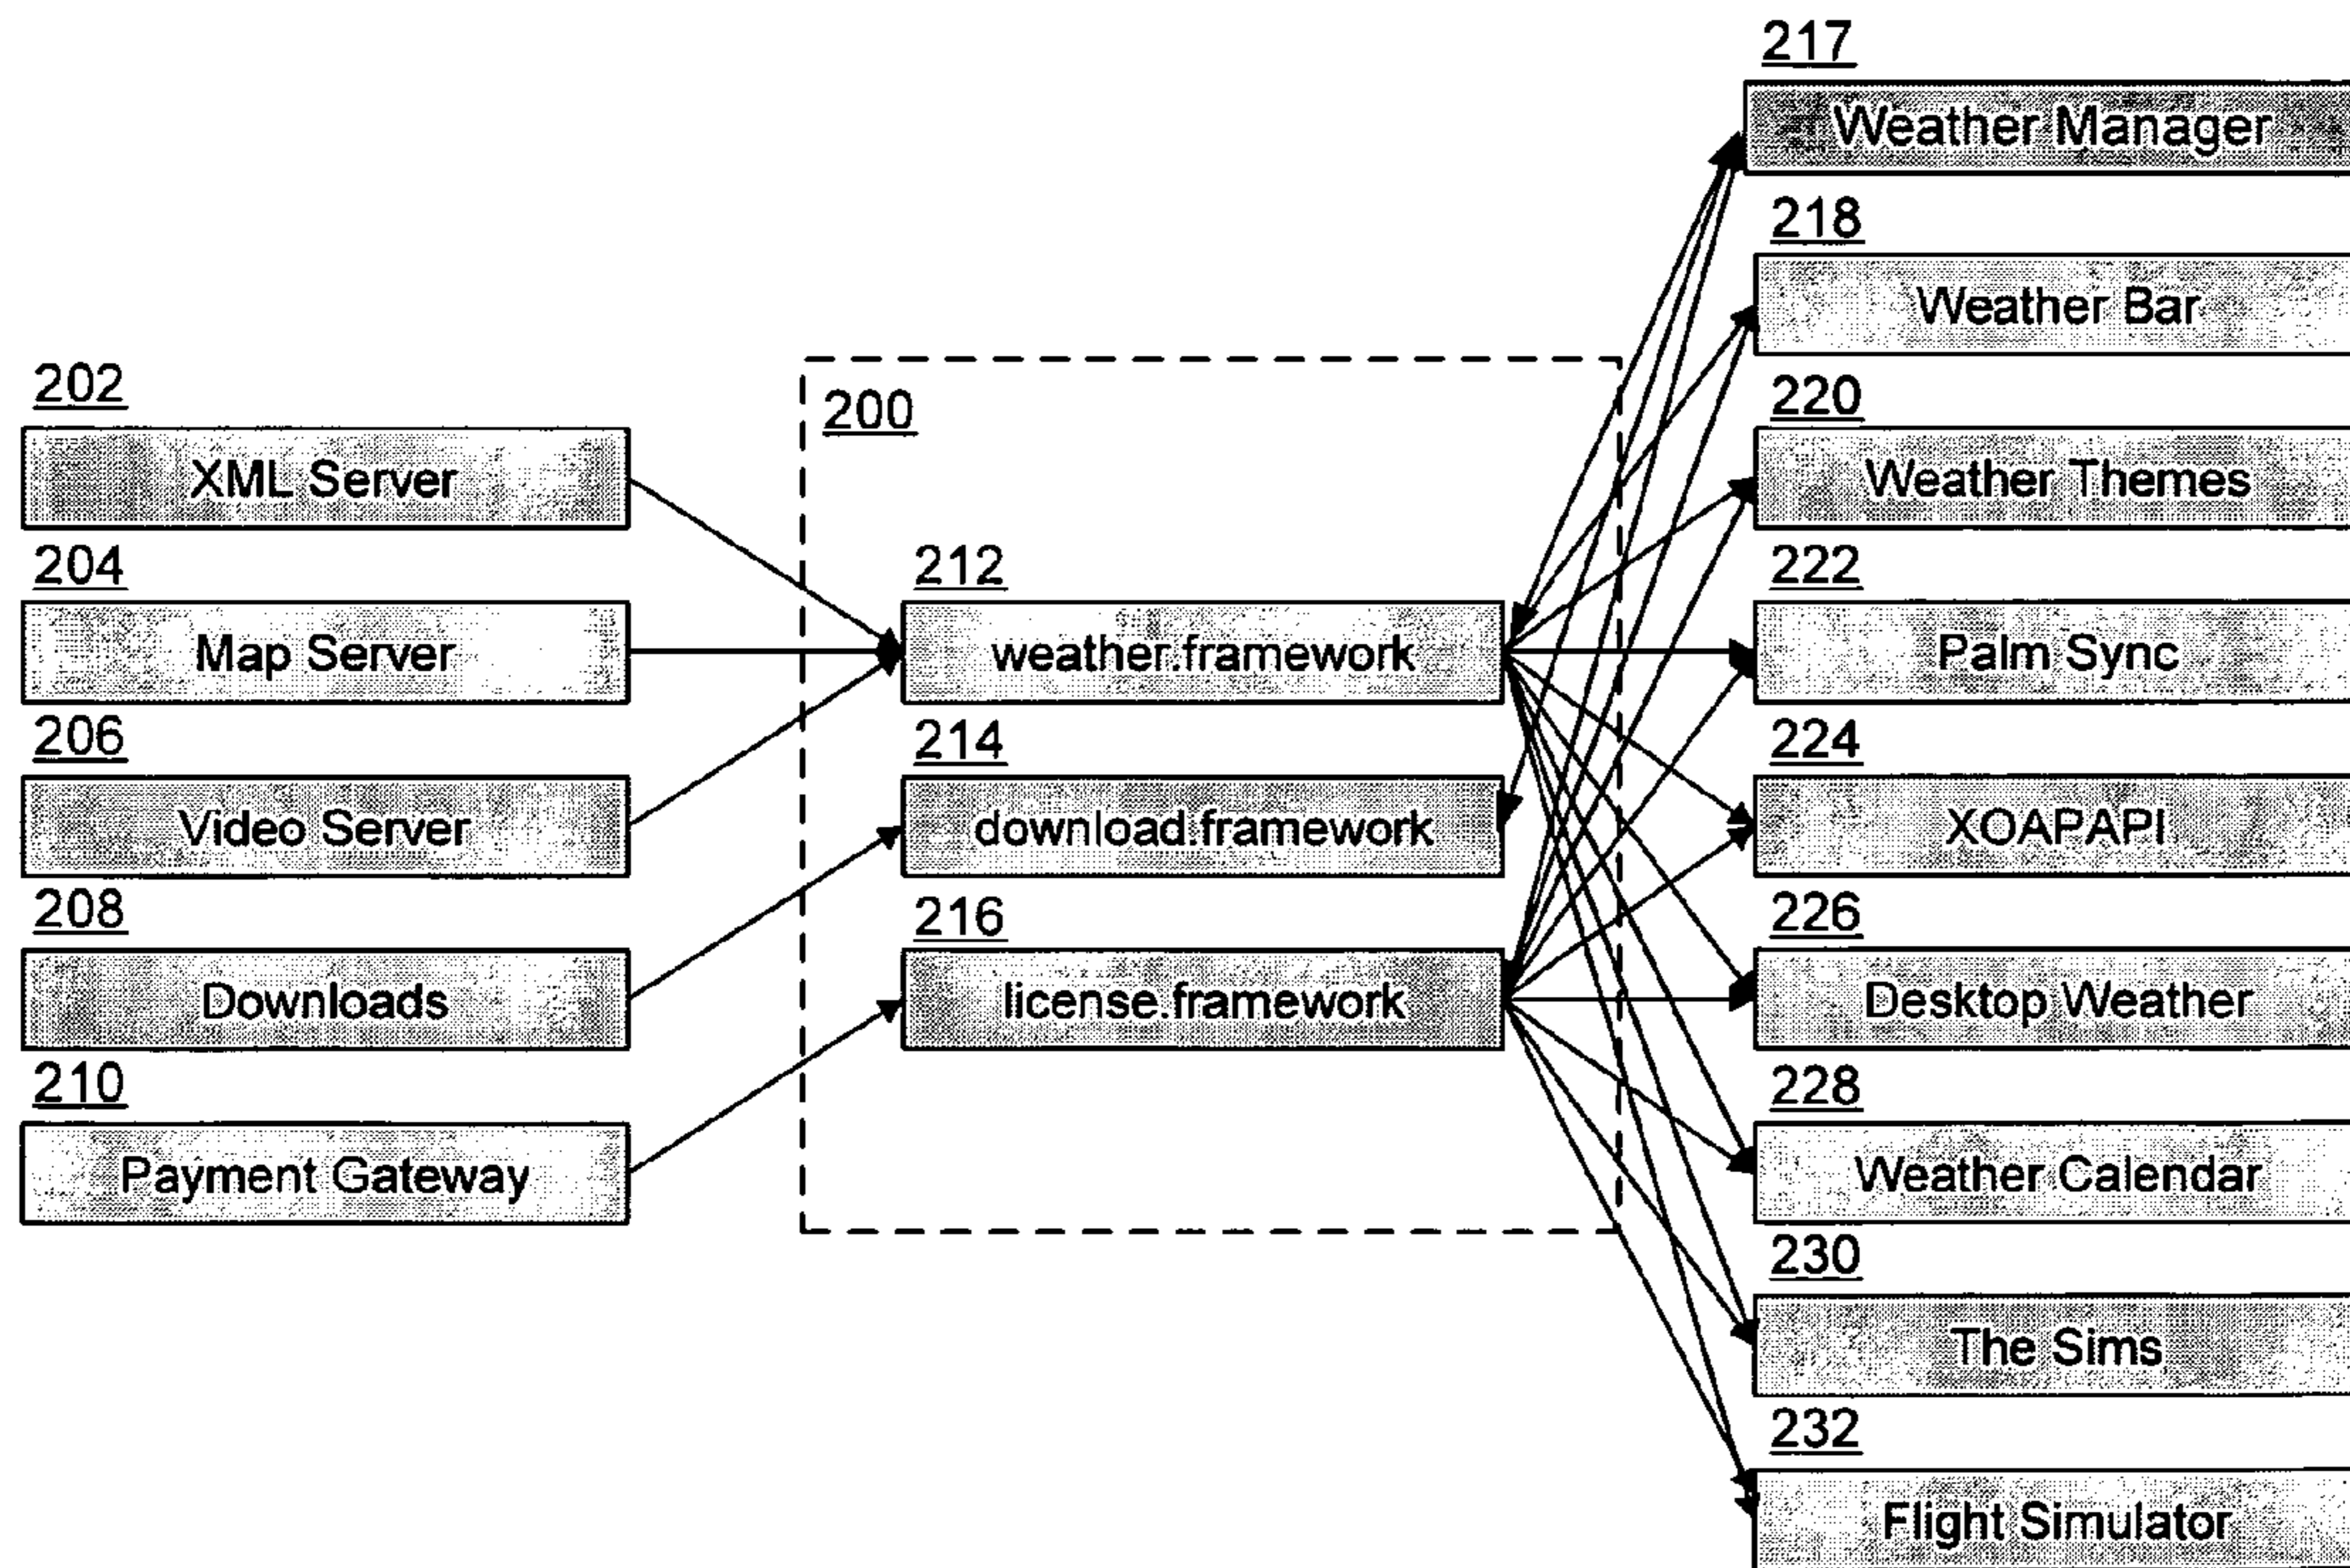 217
Weather Manager
218
Weather Bar
202
XML Server
200
220
Weather Themes
204
Map Server
212
weather.framework
222
Palm Sync
206
Video Server
214
download.framework
224
XOAPAPI
208
Downloads
216
license.framework
226
Desktop Weather
210
Payment Gateway
228
Weather Calendar
230
The Sims
232
Flight Simulator